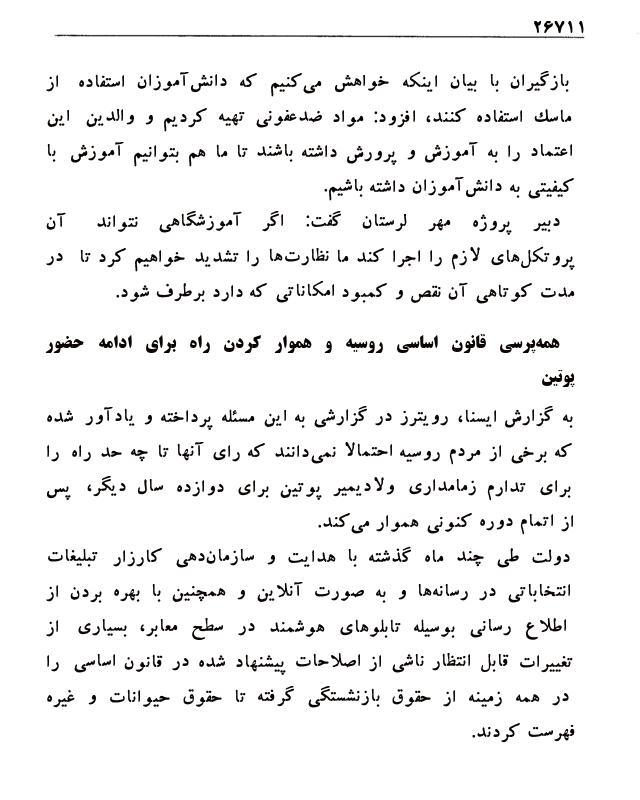 ۲۶۷۱۱
بازگیران با بیان اینکه خواهش می‌کنیم که دانش‌آموزان استفاده از
ماسك استفاده کنند، افزود: مواد ضدعفونی تهیه کردیم و والدین این
اعتماد را به آموزش و پرورش داشته باشند تا ما هم بتوانیم آموزش با
کیفیتی به دانش‌آموزان داشته باشیم.
دبیر پروژه مهر لرستان گفت: اگر آموزشگاهی نتواند آن
پروتکل‌های لازم را اجرا کند ما نظارت‌ها را تشدید خواهیم کرد تا در
مدت کوتاهی آن نقص و کمبود امکاناتی که دارد برطرف شود.
همه‌پرسی قانون اساسی روسیه و هموار کردن راه برای ادامه حضور
پوتین
به گزارش ایسنا، رویترز در گزارشی به این مسئله پرداخته و یادآور شده
که برخی از مردم روسیه احتمالا نمی‌دانند که رای آنها تا چه حد راه را
برای تدارم زمامداری ولادیمیر پوتین برای دوازده سال دیگر، پس
از اتمام دوره کنونی هموار می‌کند.
دولت طی چند ماه گذشته با هدایت و سازمان‌دهی کارزار تبلیغات
انتخاباتی در رسانه‌ها و به صورت آنلاین و همچنین با بهره بردن از
اطلاع رسانی بوسیله تابلوهای هوشمند در سطح معابر، بسیاری از
تغییرات قابل انتظار ناشی از اصلاحات پیشنهاد شده در قانون اساسی را
در همه زمینه از حقوق بازنشستگی گرفته تا حقوق حیوانات و غیره
فهرست کردند.